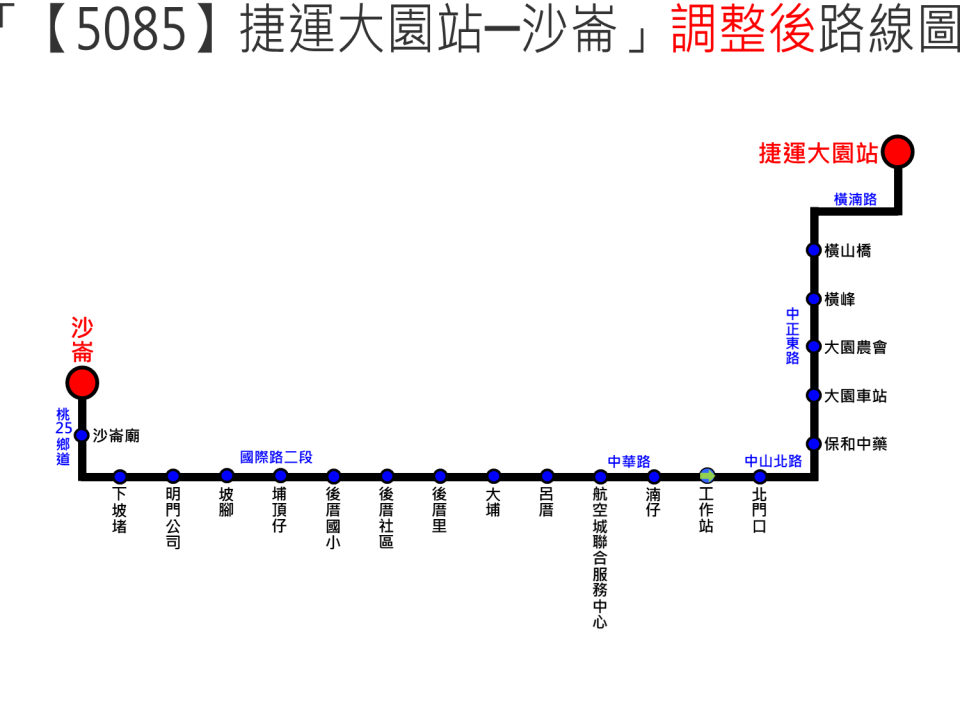 「【5085】捷運大園站─沙崙」調整後路線圖
捷運大園站
橫湳路
橫山橋
橫峰
中正東路
大園農會
大園車站
保和中藥
沙崙
桃25鄉道
沙崙廟
國際路二段
中華路
中山北路
下坡堵
明門公司
坡腳
埔頂仔
後厝國小
後厝社區
後厝里
大埔
呂厝
航空城聯合服務中心
湳仔
工作站
北門口